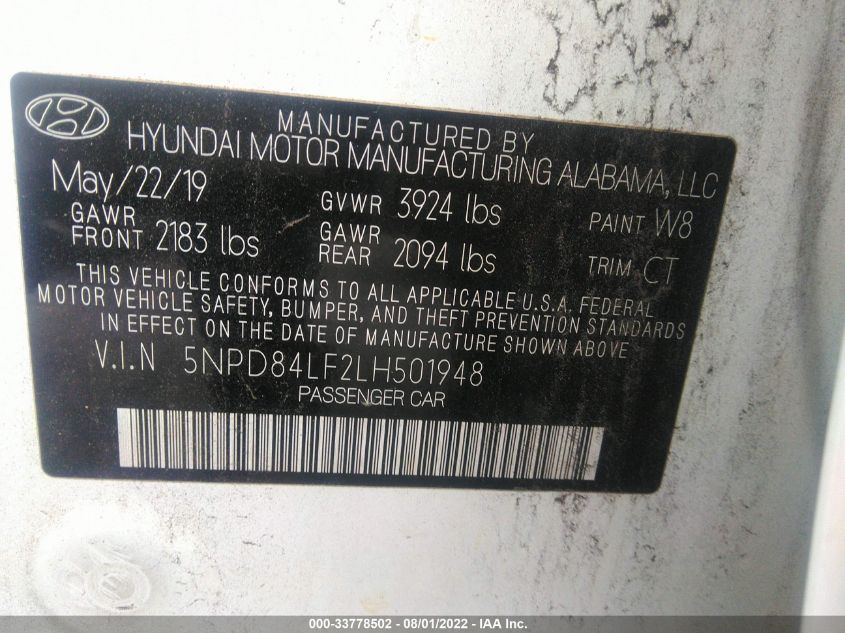 MANUFACTURED BY
HYUNDAI MOTOR MANUFACTURING ALABAMA, LLC
May/22/19 GVWR 3924 lbs PAINT W8
GAWR FRONT 2183 lbs GAWR REAR 2094 lbs TRIM CT
THIS VEHICLE CONFORMS TO ALL APPLICABLE U.S.A. FEDERAL
MOTOR VEHICLE SAFETY, BUMPER, AND THEFT PREVENTION STANDARDS
IN EFFECT ON THE DATE OF MANUFACTURE SHOWN ABOVE
V.I.N 5NPD84LF2LH501948
PASSENGER CAR
000-33778502 - 08/01/2022 - IAA Inc.